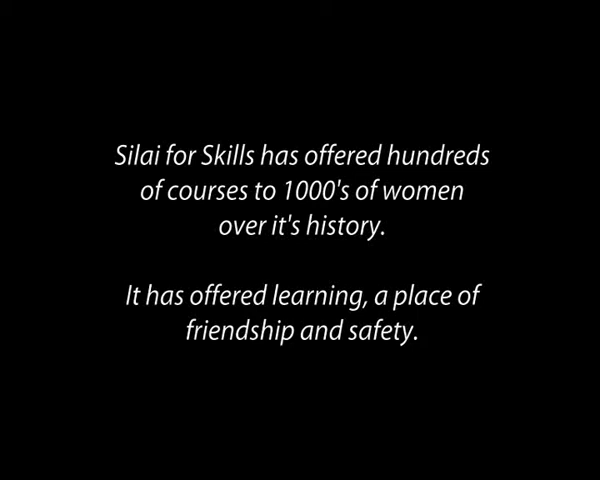 Silai for Skills has offered hundreds
of courses to 1000's of women
over it's history.
It has offered learning, a place of
friendship and safety.